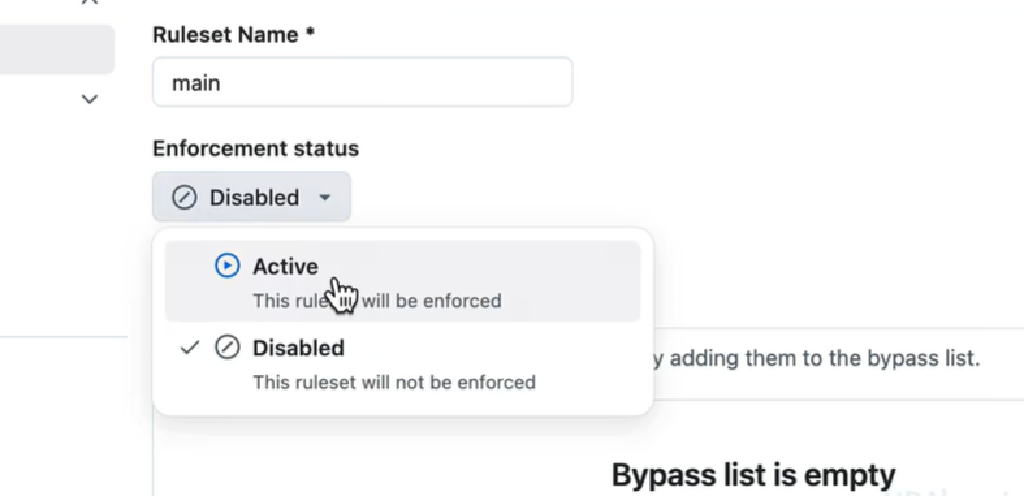 Ruleset Name *
main
Enforcement status
Disabled
Active
This rule will be enforced
Disabled
This ruleset will not be enforced
adding them to the bypass list.
Bypass list is empty